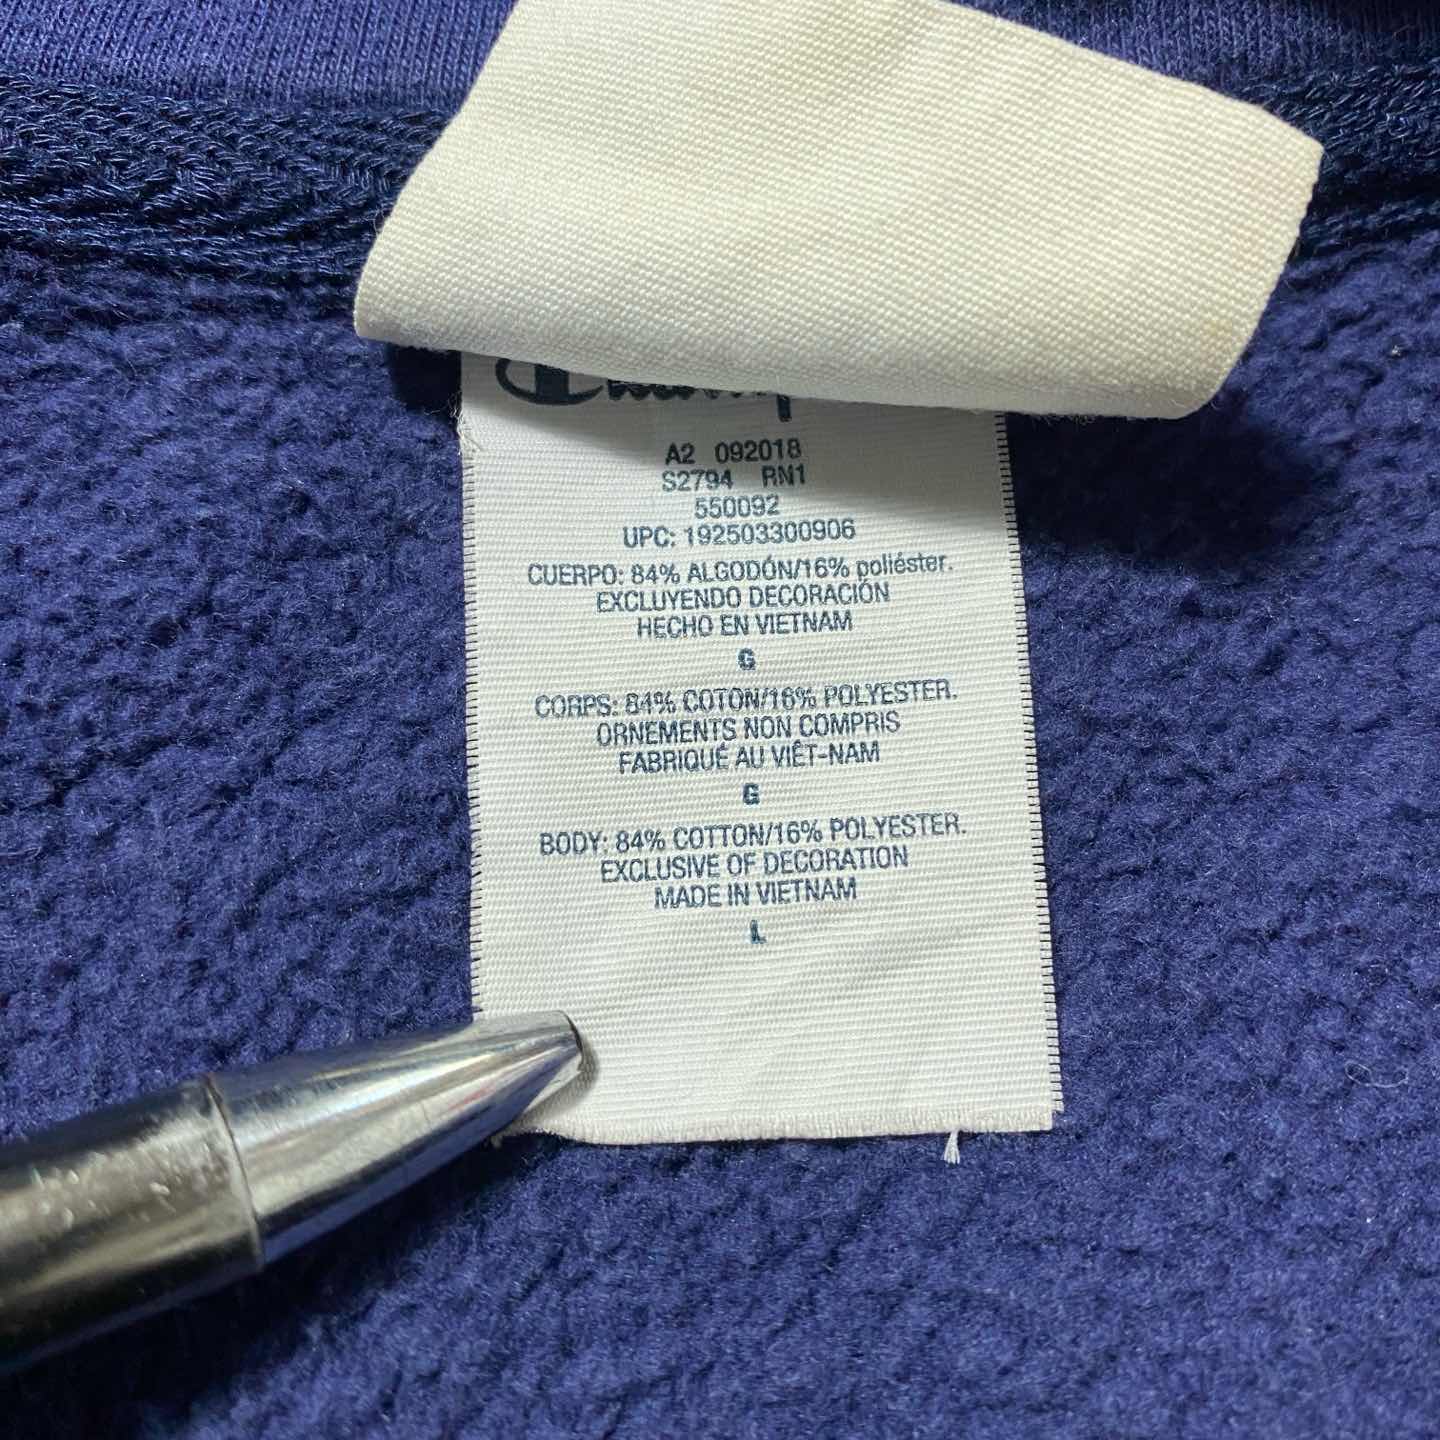 A2 092018
S2794 RN1
550092
UPC: 192503300906
CUERPO: 84% ALGODÓN/16% poliéster.
EXCLUYENDO DECORACIÓN
HECHO EN VIETNAM
G
CORPS: 84% COTON/16% POLYESTER.
ORNEMENTS NON COMPRIS
FABRIQUÉ AU VIÊT-NAM
G
BODY: 84% COTTON/16% POLYESTER.
EXCLUSIVE OF DECORATION
MADE IN VIETNAM
L